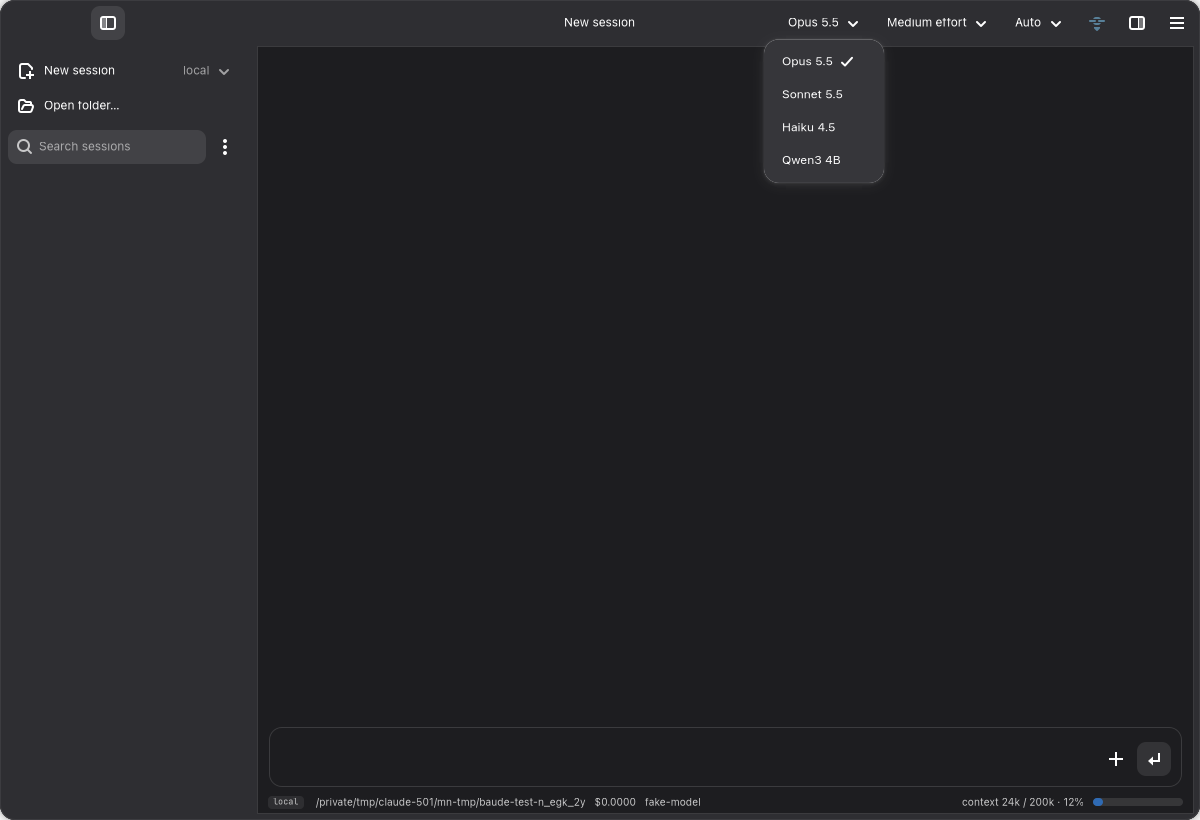 New session
Opus 5.5
Medium effort
Auto
New session
local
Open folder...
Search sessions
Opus 5.5
Sonnet 5.5
Haiku 4.5
Qwen3 4B
local /private/tmp/claude-501/mn-tmp/baude-test-n_egk_2y $0.0000 fake-model context 24k / 200k · 12%